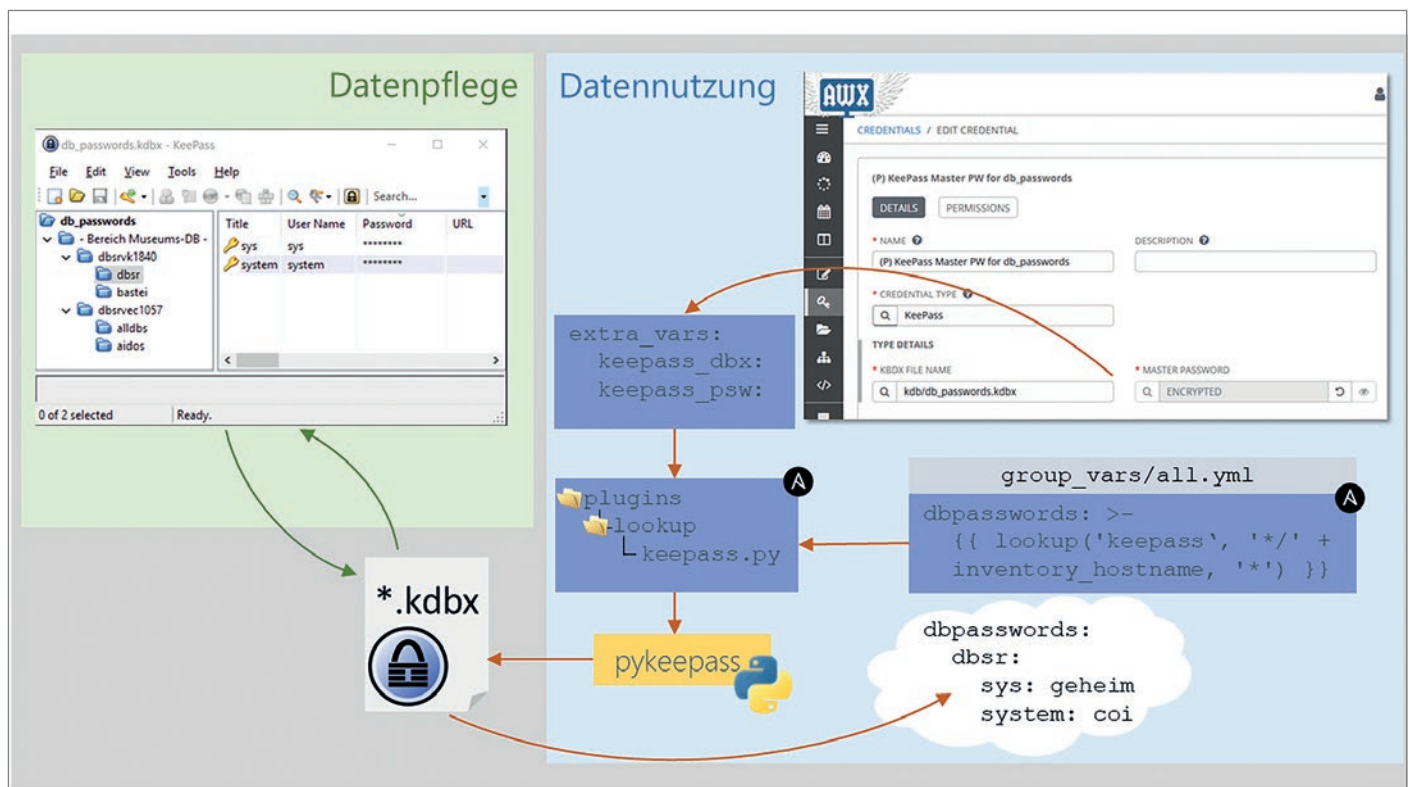 Datenpflege
db_passwords.kdbx - KeePass
File Edit View Tools Help
Search...
db_passwords
- Bereich Museums-DB -
dbsrvk1840
dbsr
bastei
dbsrvec1057
alldbs
aidos
Title User Name Password URL
sys sys ********
system system ********
0 of 2 selected Ready.
*.kdbx
Datennutzung
AWX
CREDENTIALS / EDIT CREDENTIAL
(P) KeePass Master PW for db_passwords
DETAILS PERMISSIONS
* NAME DESCRIPTION
(P) KeePass Master PW for db_passwords
* CREDENTIAL TYPE
KeePass
TYPE DETAILS
* KBDX FILE NAME * MASTER PASSWORD
kdb/db_passwords.kdbx ENCRYPTED
extra_vars:
keepass_dbx:
keepass_psw:
plugins
lookup
keepass.py
pykeepass
group_vars/all.yml
dbpasswords: >-
{{ lookup('keepass‘, '*/' +
inventory_hostname, '*') }}
dbpasswords:
dbsr:
sys: geheim
system: coi